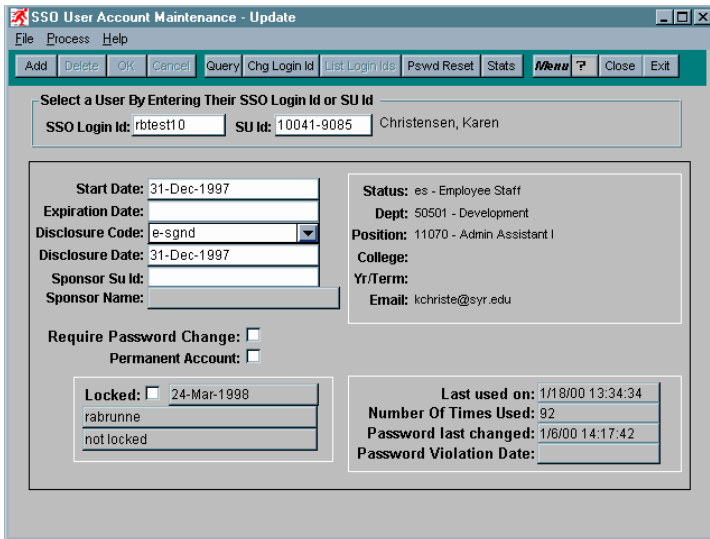 SSO User Account Maintenance - Update
File Process Help
Add Delete OK Cancel Query Chg Login Id List Login Ids Pswd Reset Stats Menu ? Close Exit
Select a User By Entering Their SSO Login Id or SU Id
SSO Login Id: rbtest10 SU Id: 10041-9085 Christensen, Karen
Start Date: 31-Dec-1997
Expiration Date:
Disclosure Code: e-sgnd
Disclosure Date: 31-Dec-1997
Sponsor Su Id:
Sponsor Name:
Status: es - Employee Staff
Dept: 50501 - Development
Position: 11070 - Admin Assistant I
College:
Yr/Term:
Email: kchriste@syr.edu
Require Password Change:
Permanent Account:
Locked: 24-Mar-1998
rabrunne
not locked
Last used on: 1/18/00 13:34:34
Number Of Times Used: 92
Password last changed: 1/6/00 14:17:42
Password Violation Date: